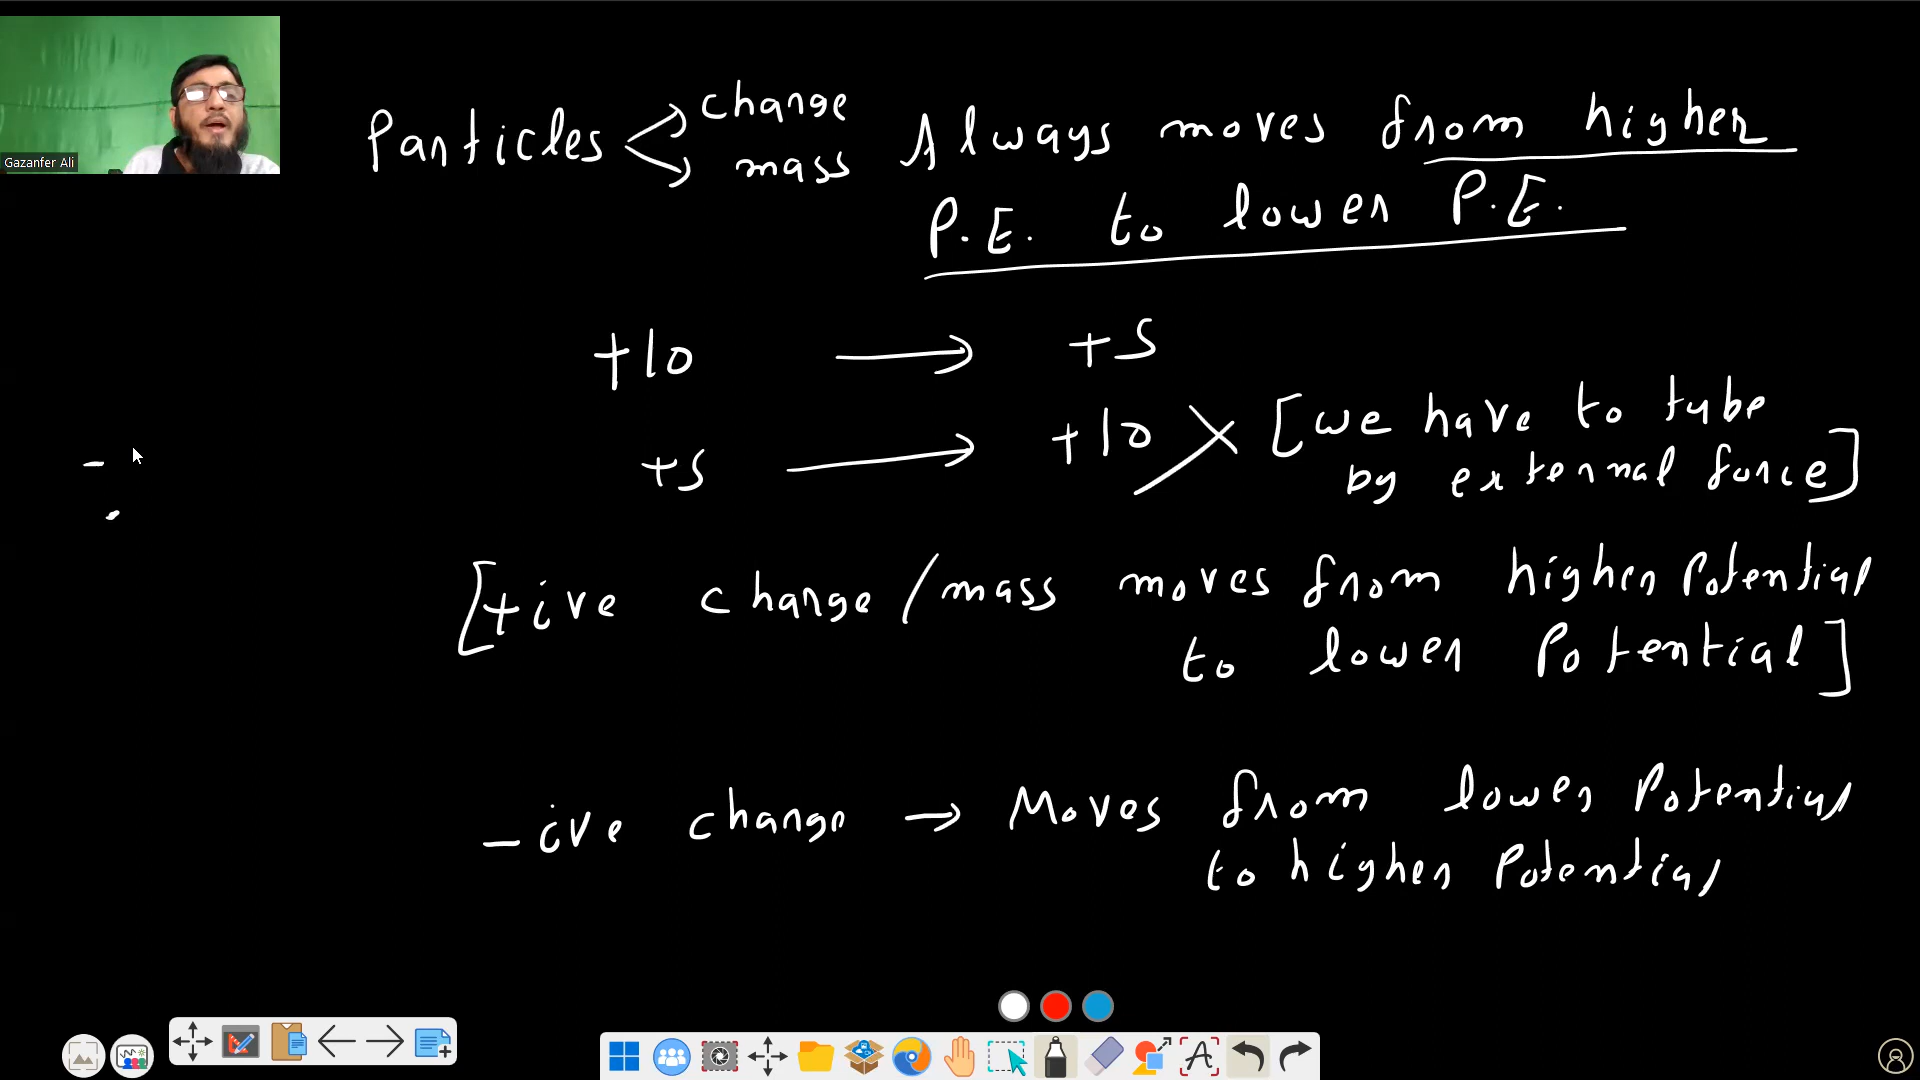 Gazanfer Ali
Particles charge Always moves from higher
mass
P.E. to lower P.E.
+10 → +5
+5 → +10 × [we have to
by external force]
[+ive charge/mass moves from higher Potential
to lower Potential]
-ive charge → Moves from lower Potential
to higher Potential